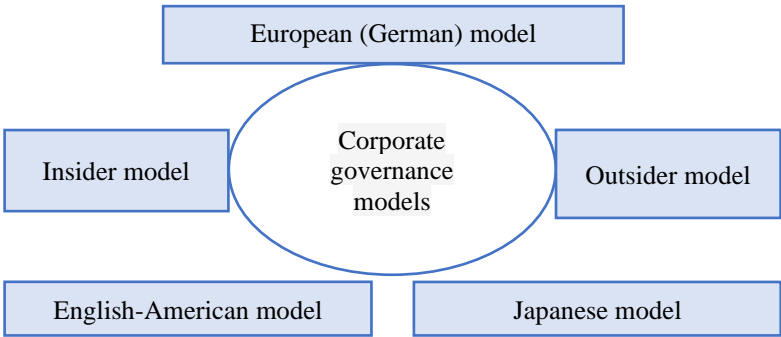 European (German) model
Insider model
Corporate
governance
models
Outsider model
English-American model
Japanese model